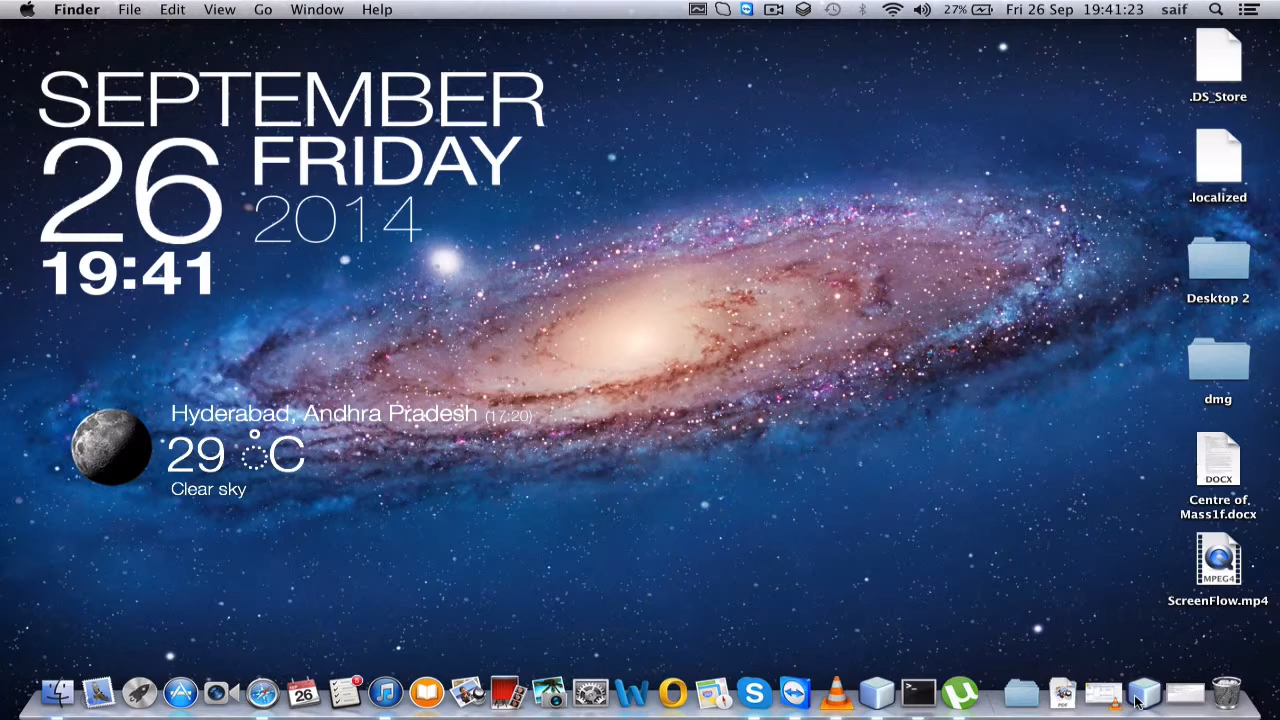 Finder File Edit View Go Window Help 27% Fri 26 Sep 19:41:23 saif
SEPTEMBER
26 FRIDAY
2014
19:41
Hyderabad, Andhra Pradesh (17:20)
29 °C
Clear sky
.DS_Store
.localized
Desktop 2
dmg
DOCX
Centre of
Mass1f.docx
MPEG4
ScreenFlow.mp4
26
PDF